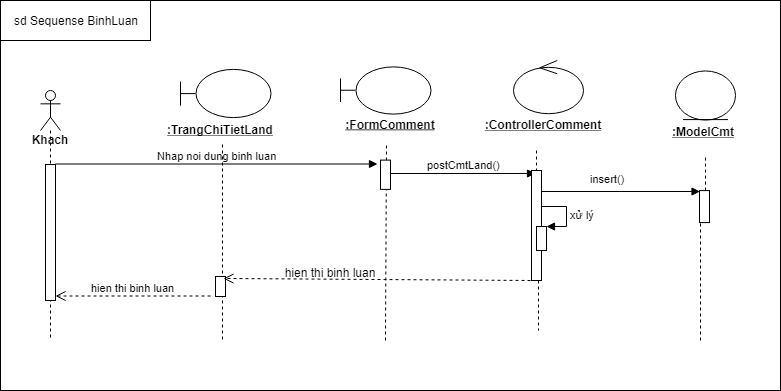 sd Sequense BinhLuan
Khach
:TrangChiTietLand
:FormComment
:ControllerComment
:ModelCmt
Nhap noi dung binh luan
postCmtLand()
insert()
xử lý
hien thi binh luan
hien thi binh luan